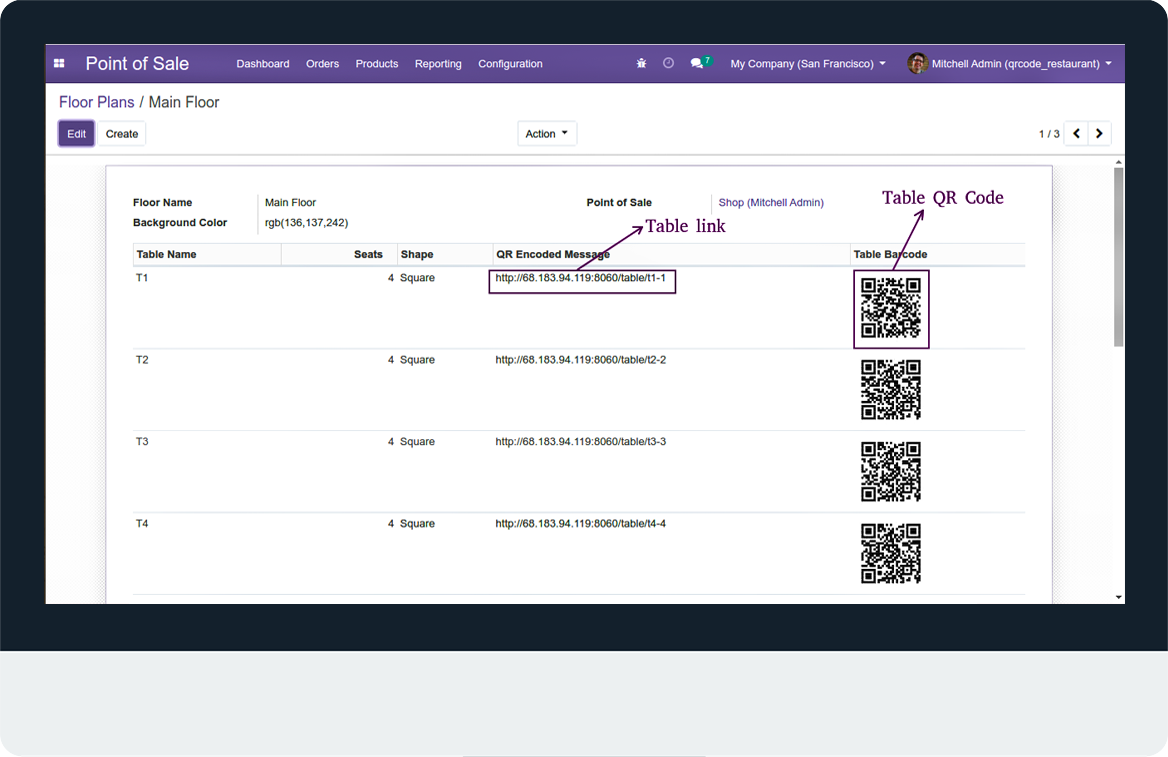 Point of Sale Dashboard Orders Products Reporting Configuration 7 My Company (San Francisco) Mitchell Admin (qrcode_restaurant)
Floor Plans / Main Floor
Edit Create Action 1 / 3
Floor Name Main Floor Point of Sale Shop (Mitchell Admin)
Table QR Code
Background Color rgb(136,137,242)
Table link
Table Name Seats Shape QR Encoded Message Table Barcode
T1 4 Square http://68.183.94.119:8060/table/t1-1
T2 4 Square http://68.183.94.119:8060/table/t2-2
T3 4 Square http://68.183.94.119:8060/table/t3-3
T4 4 Square http://68.183.94.119:8060/table/t4-4